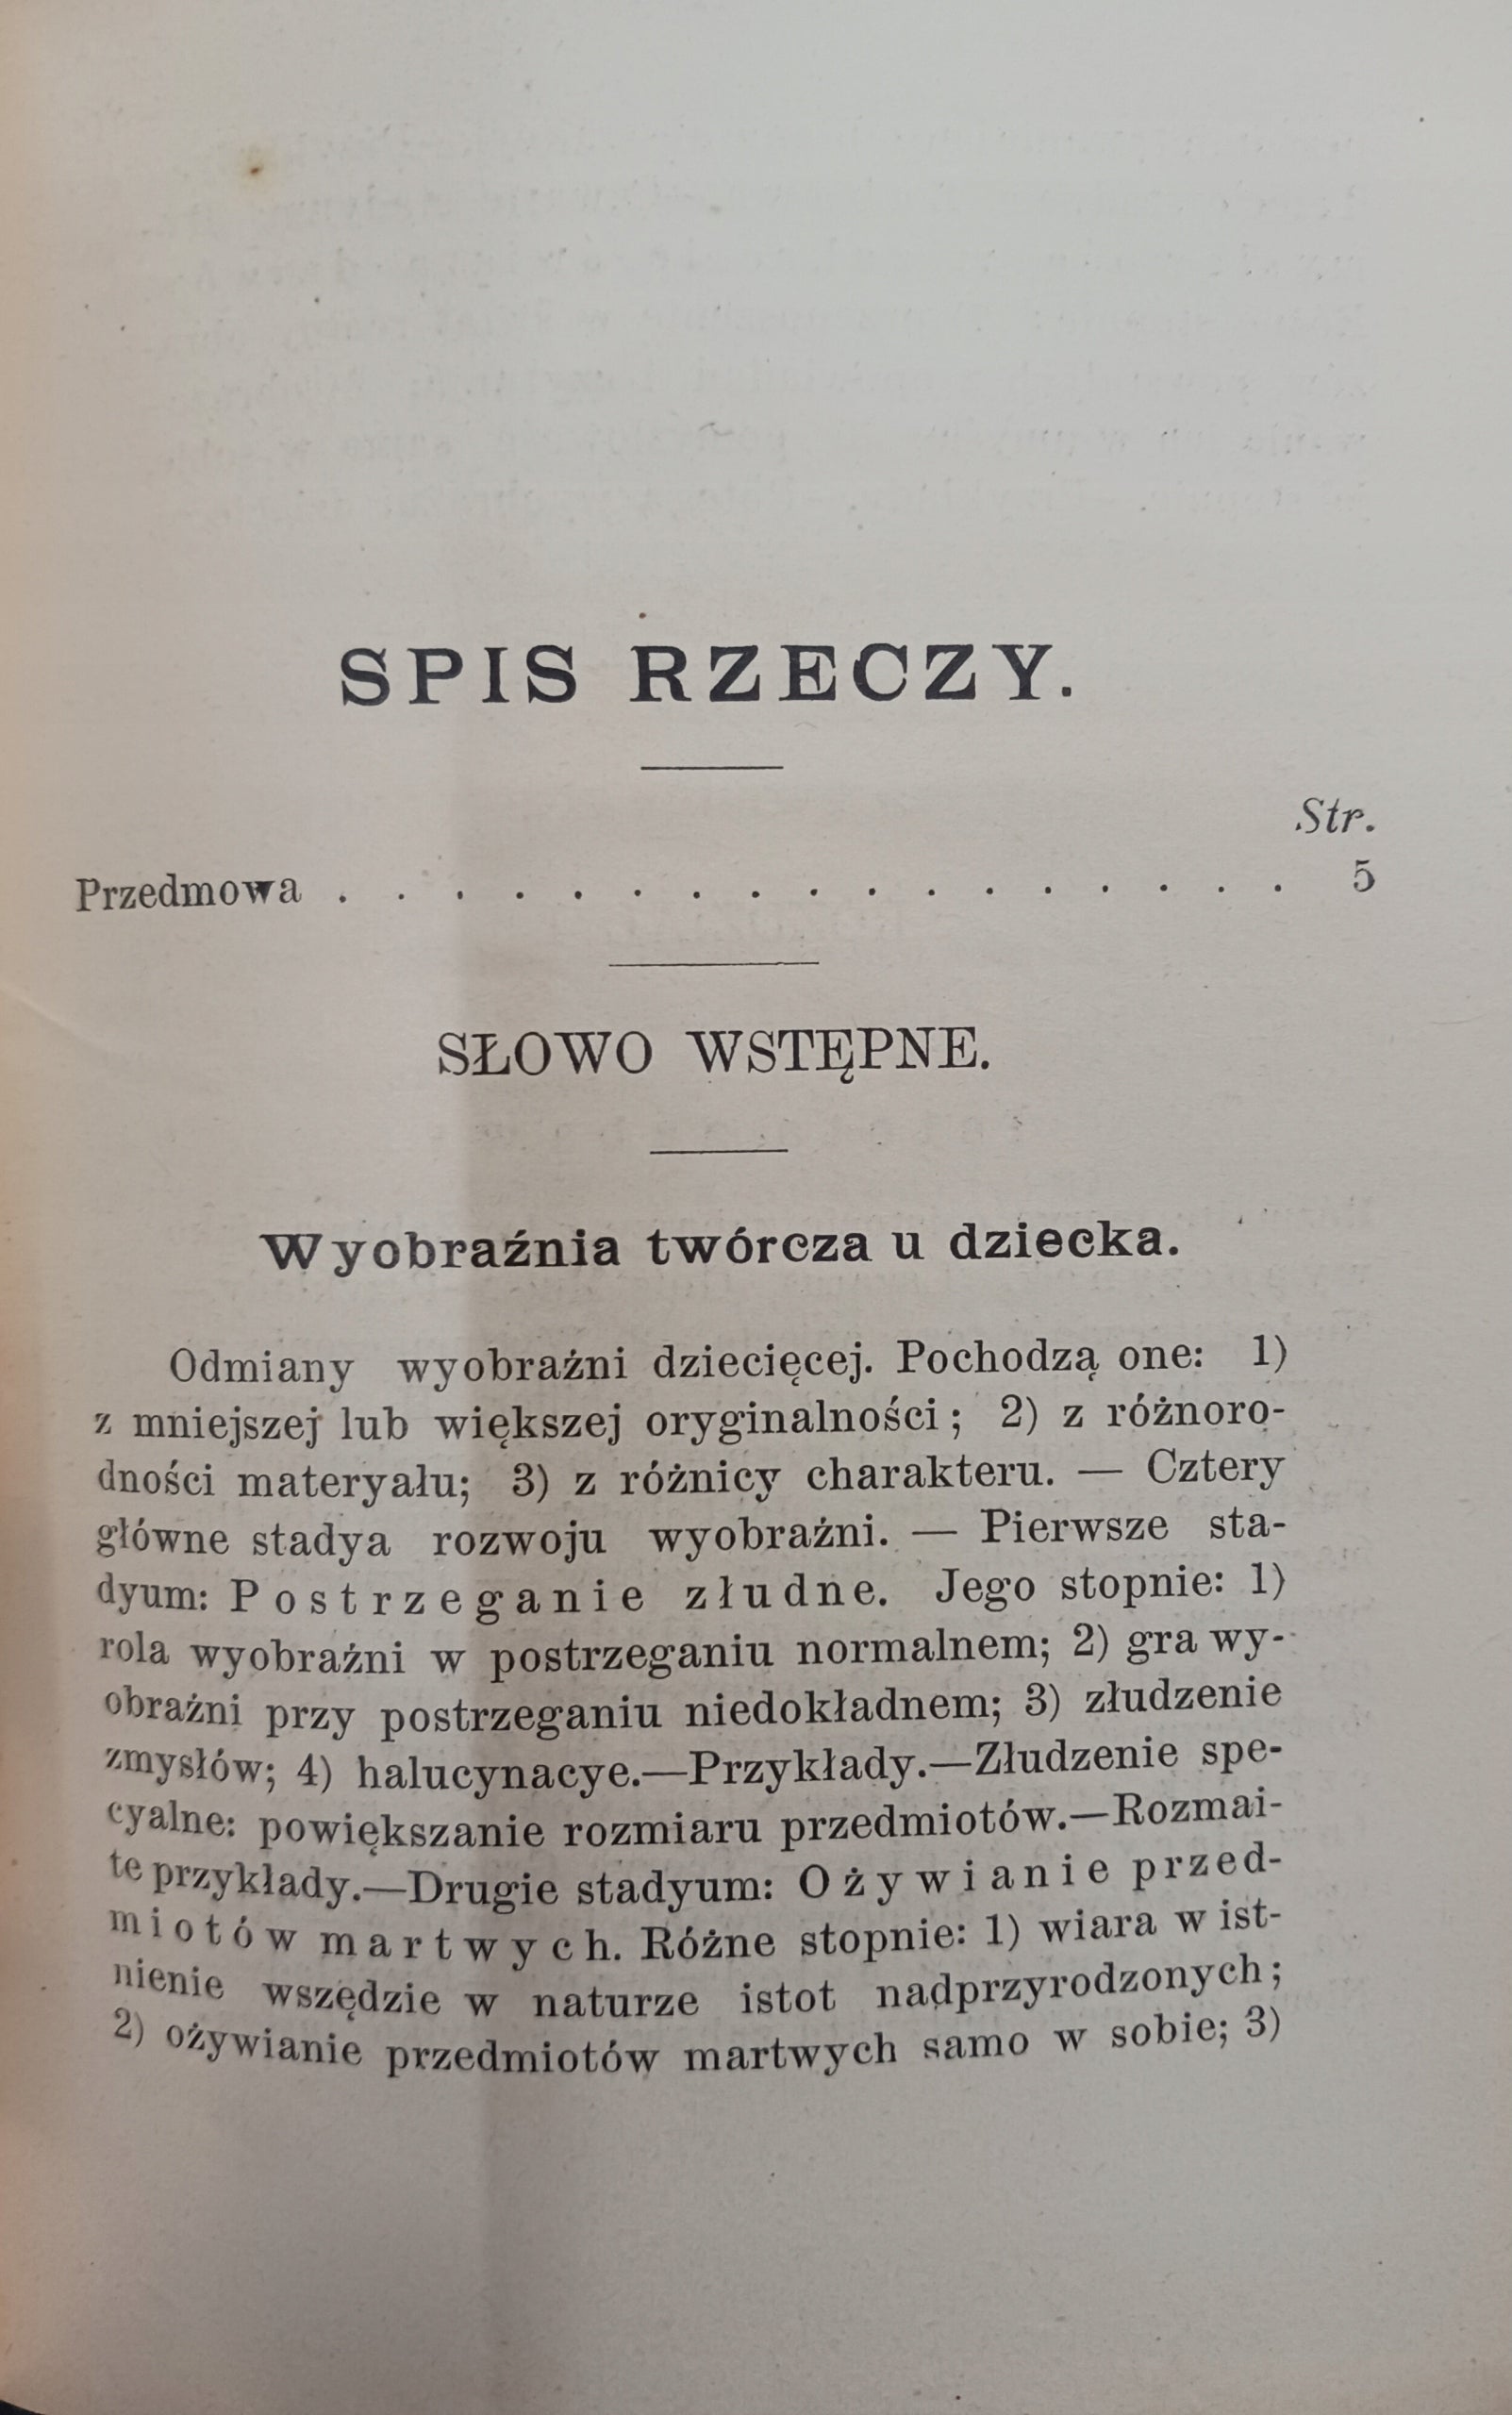 SPIS RZECZY.
Str.
Przedmowa . . . . . . . . . . . . . . . . . 5
SŁOWO WSTĘPNE.
Wyobraźnia twórcza u dziecka.
Odmiany wyobraźni dziecięcej. Pochodzą one: 1)
z mniejszej lub większej oryginalności; 2) z różnoro-
dności materyału; 3) z różnicy charakteru. — Cztery
główne stadya rozwoju wyobraźni. — Pierwsze sta-
dyum: Postrzeganie złudne. Jego stopnie: 1)
rola wyobraźni w postrzeganiu normalnem; 2) gra wy-
obraźni przy postrzeganiu niedokładnem; 3) złudzenie
zmysłów; 4) halucynacye.—Przykłady.—Złudzenie spe-
cyalne: powiększanie rozmiaru przedmiotów.—Rozmai-
te przykłady.—Drugie stadyum: Ożywianie przed-
miotów martwych. Różne stopnie: 1) wiara w ist-
nienie wszędzie w naturze istot nadprzyrodzonych;
2) ożywianie przedmiotów martwych samo w sobie; 3)